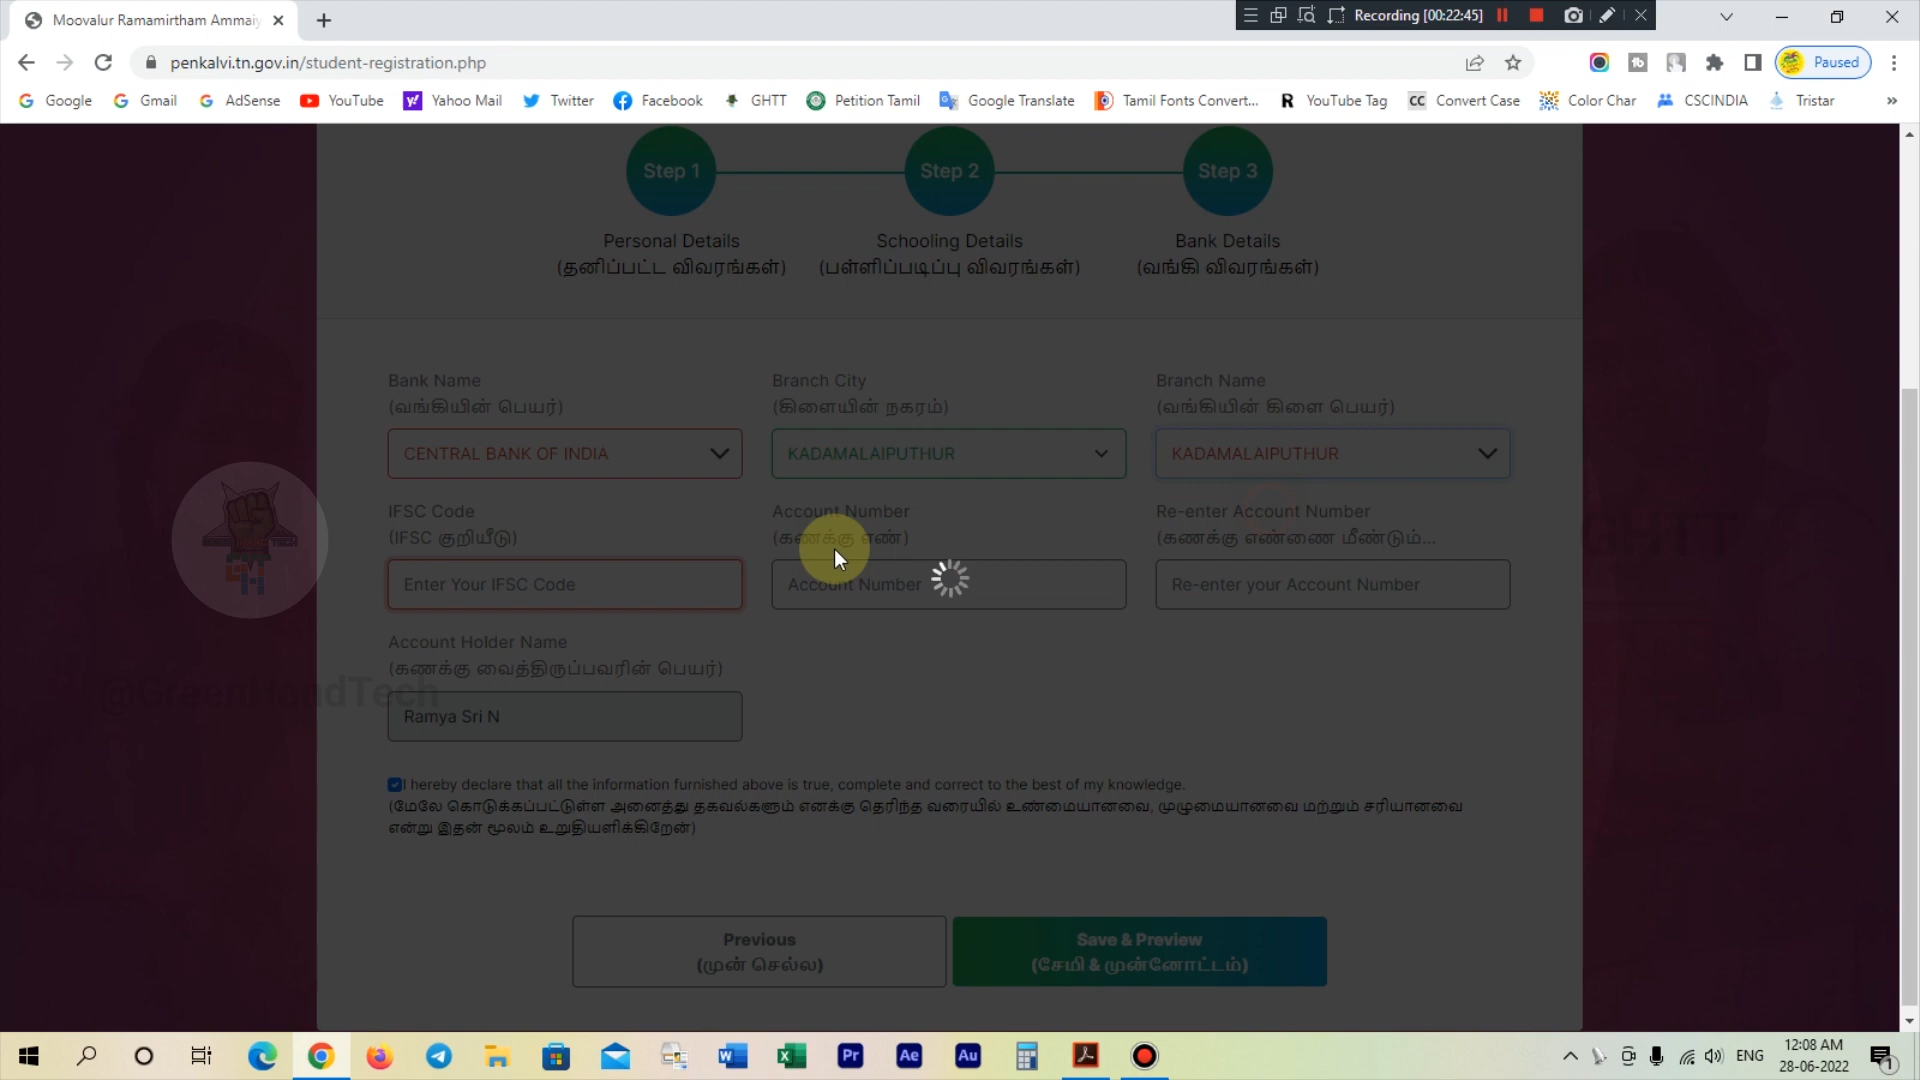 Moovalur Ramamirtham Ammaiy
Recording [00:22:45]
penkalvi.tn.gov.in/student-registration.php
Paused
Google Gmail AdSense YouTube Yahoo Mail Twitter Facebook GHTT Petition Tamil Google Translate Tamil Fonts Convert... YouTube Tag Convert Case Color Char CSCINDIA Tristar
Step 1 Step 2 Step 3
Personal Details Schooling Details Bank Details
(தனிப்பட்ட விவரங்கள்) (பள்ளிப்படிப்பு விவரங்கள்) (வங்கி விவரங்கள்)
Bank Name Branch City Branch Name
(வங்கியின் பெயர்) (கிளையின் நகரம்) (வங்கியின் கிளை பெயர்)
CENTRAL BANK OF INDIA KADAMALAIPUTHUR KADAMALAIPUTHUR
IFSC Code Account Number Re-enter Account Number
(IFSC குறியீடு) (கணக்கு எண்) (கணக்கு எண்ணை மீண்டும்...
Enter Your IFSC Code Account Number Re-enter your Account Number
GHTT
Account Holder Name
(கணக்கு வைத்திருப்பவரின் பெயர்)
@GreenHandTech
Ramya Sri N
I hereby declare that all the information furnished above is true, complete and correct to the best of my knowledge.
(மேலே கொடுக்கப்பட்டுள்ள அனைத்து தகவல்களும் எனக்கு தெரிந்த வரையில் உண்மையானவை, முழுமையானவை மற்றும் சரியானவை
என்று இதன் மூலம் உறுதியளிக்கிறேன்)
Previous Save & Preview
(முன் செல்ல) (சேமி & முன்னோட்டம்)
ENG 12:08 AM
28-06-2022